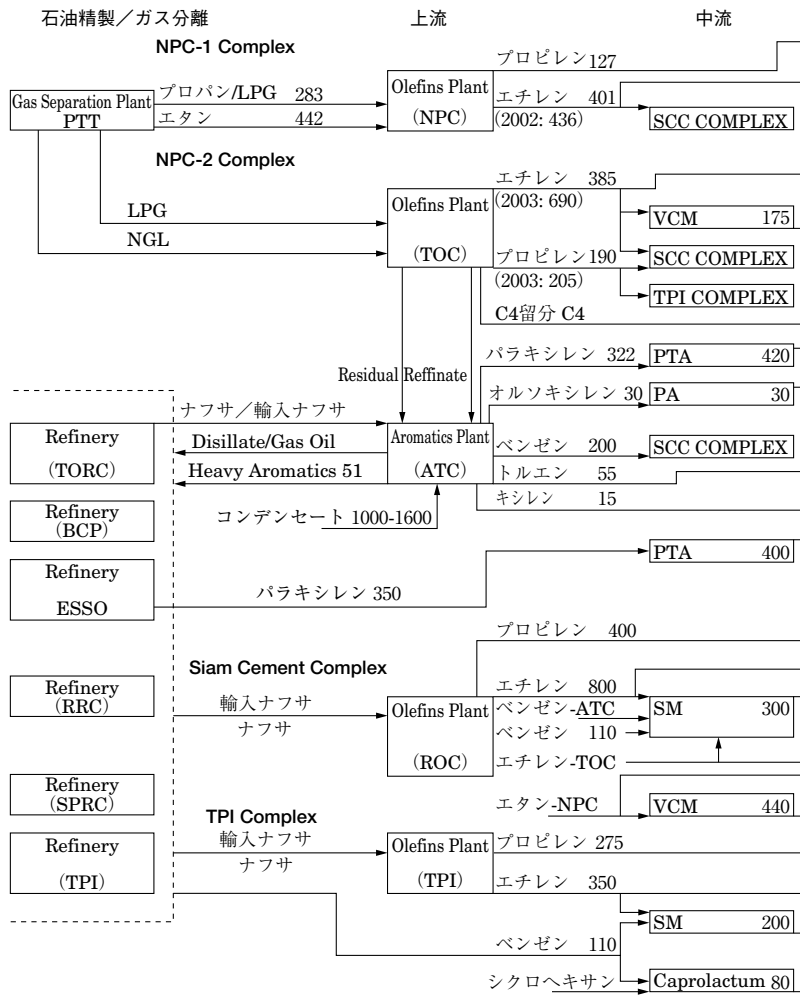 石油精製／ガス分離
上流
中流
NPC-1 Complex
プロピレン127
Gas Separation Plant
PTT
プロパン/LPG 283
エタン 442
Olefins Plant
(NPC)
エチレン 401
(2002: 436)
SCC COMPLEX
NPC-2 Complex
エチレン 385
(2003: 690)
LPG
NGL
Olefins Plant
(TOC)
VCM 175
プロピレン190
(2003: 205)
SCC COMPLEX
TPI COMPLEX
C4留分 C4
パラキシレン 322
PTA 420
Residual Reffinate
オルソキシレン 30
PA 30
ナフサ／輸入ナフサ
Refinery
(TORC)
Disillate/Gas Oil
Heavy Aromatics 51
Aromatics Plant
(ATC)
ベンゼン 200
SCC COMPLEX
トルエン 55
キシレン 15
Refinery
(BCP)
コンデンセート 1000-1600
PTA 400
Refinery
ESSO
パラキシレン 350
プロピレン 400
Siam Cement Complex
Refinery
(RRC)
輸入ナフサ
ナフサ
Olefins Plant
(ROC)
エチレン 800
ベンゼン-ATC
ベンゼン 110
エチレン-TOC
SM 300
Refinery
(SPRC)
エタン-NPC
VCM 440
TPI Complex
輸入ナフサ
ナフサ
Refinery
(TPI)
Olefins Plant
(TPI)
プロピレン 275
エチレン 350
SM 200
ベンゼン 110
シクロヘキサン
Caprolactum 80